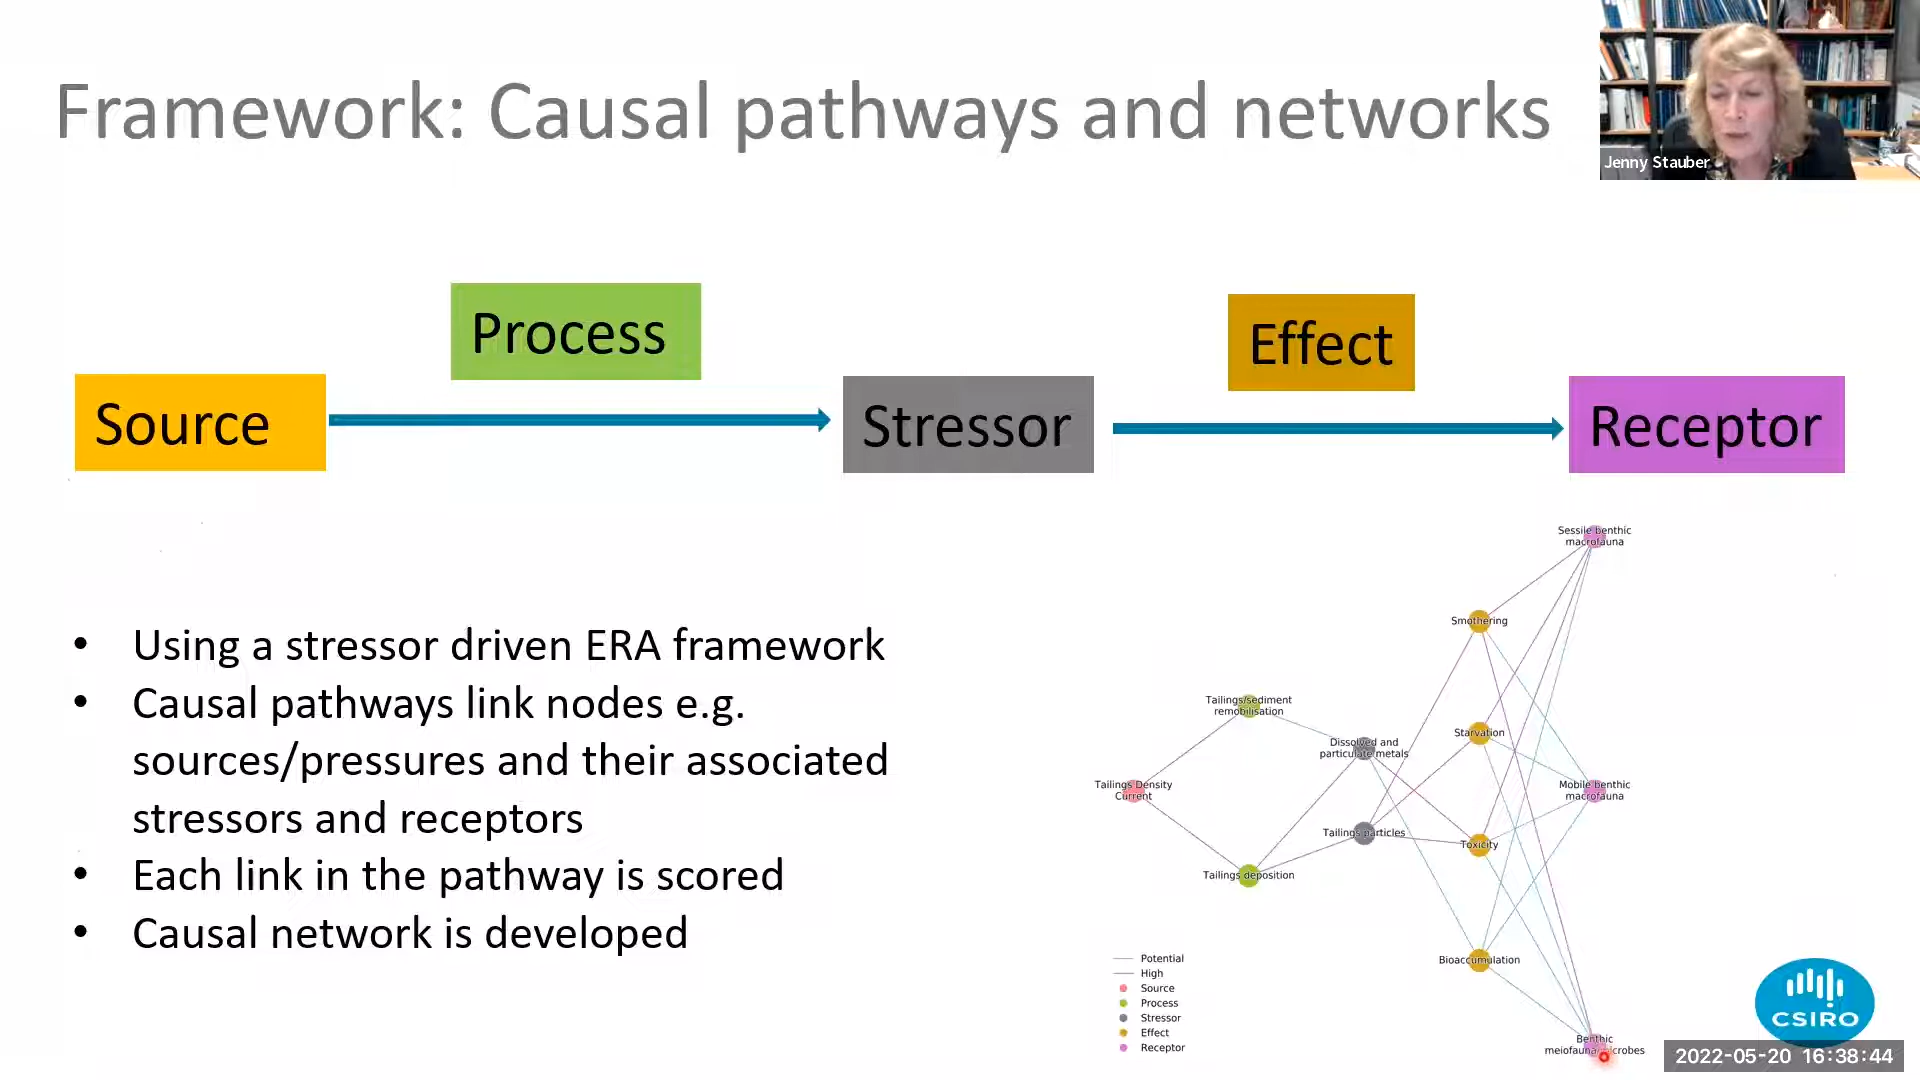 Framework: Causal pathways and networks
Jenny Stauber
Process
Effect
Source
Stressor
Receptor
• Using a stressor driven ERA framework
• Causal pathways link nodes e.g.
sources/pressures and their associated
stressors and receptors
• Each link in the pathway is scored
• Causal network is developed
Sessile benthic
macrofauna
Smothering
Tailings/sediment
remobilisation
Starvation
Dissolved and
particulate metals
Tailings Density
Current
Mobile benthic
macrofauna
Tailings particles
Toxicity
Tailings deposition
Bioaccumulation
Benthic
meiofauna/microbes
Potential
High
Source
Process
Stressor
Effect
Receptor
CSIRO
2022-05-20 16:38:44